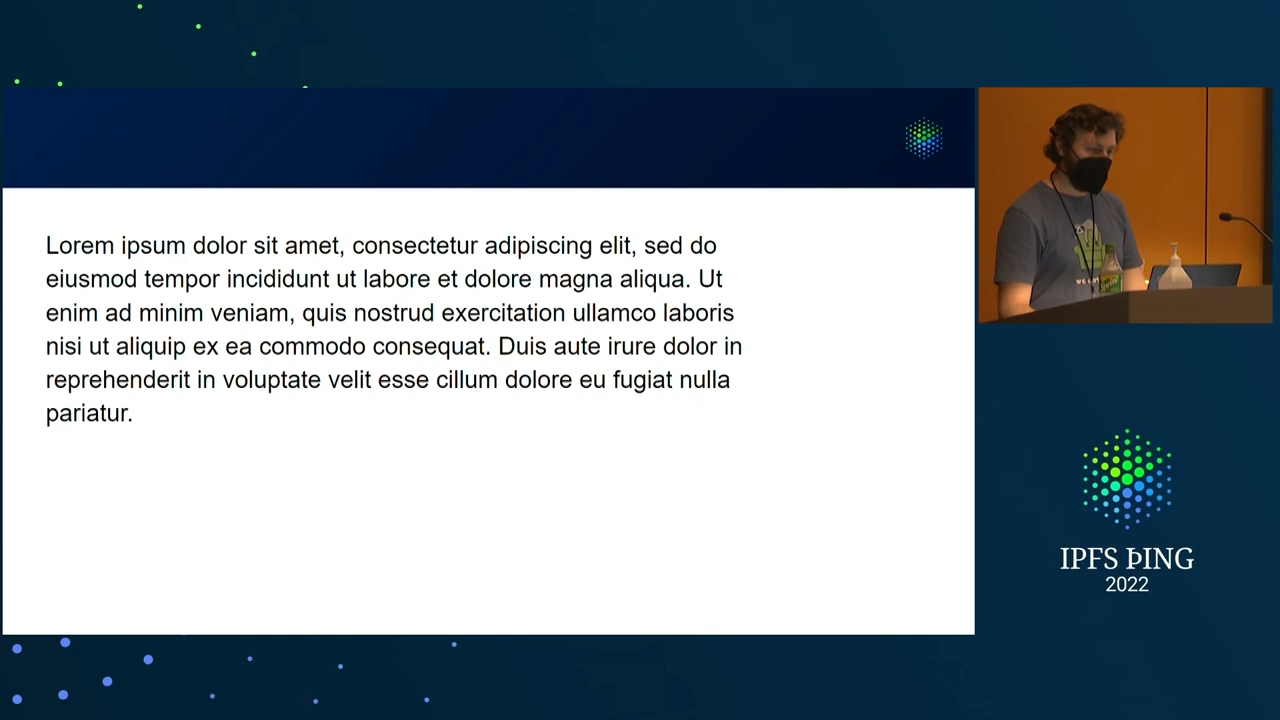 Lorem ipsum dolor sit amet, consectetur adipiscing elit, sed do
eiusmod tempor incididunt ut labore et dolore magna aliqua. Ut
enim ad minim veniam, quis nostrud exercitation ullamco laboris
nisi ut aliquip ex ea commodo consequat. Duis aute irure dolor in
reprehenderit in voluptate velit esse cillum dolore eu fugiat nulla
pariatur.
IPFS ÞING
2022